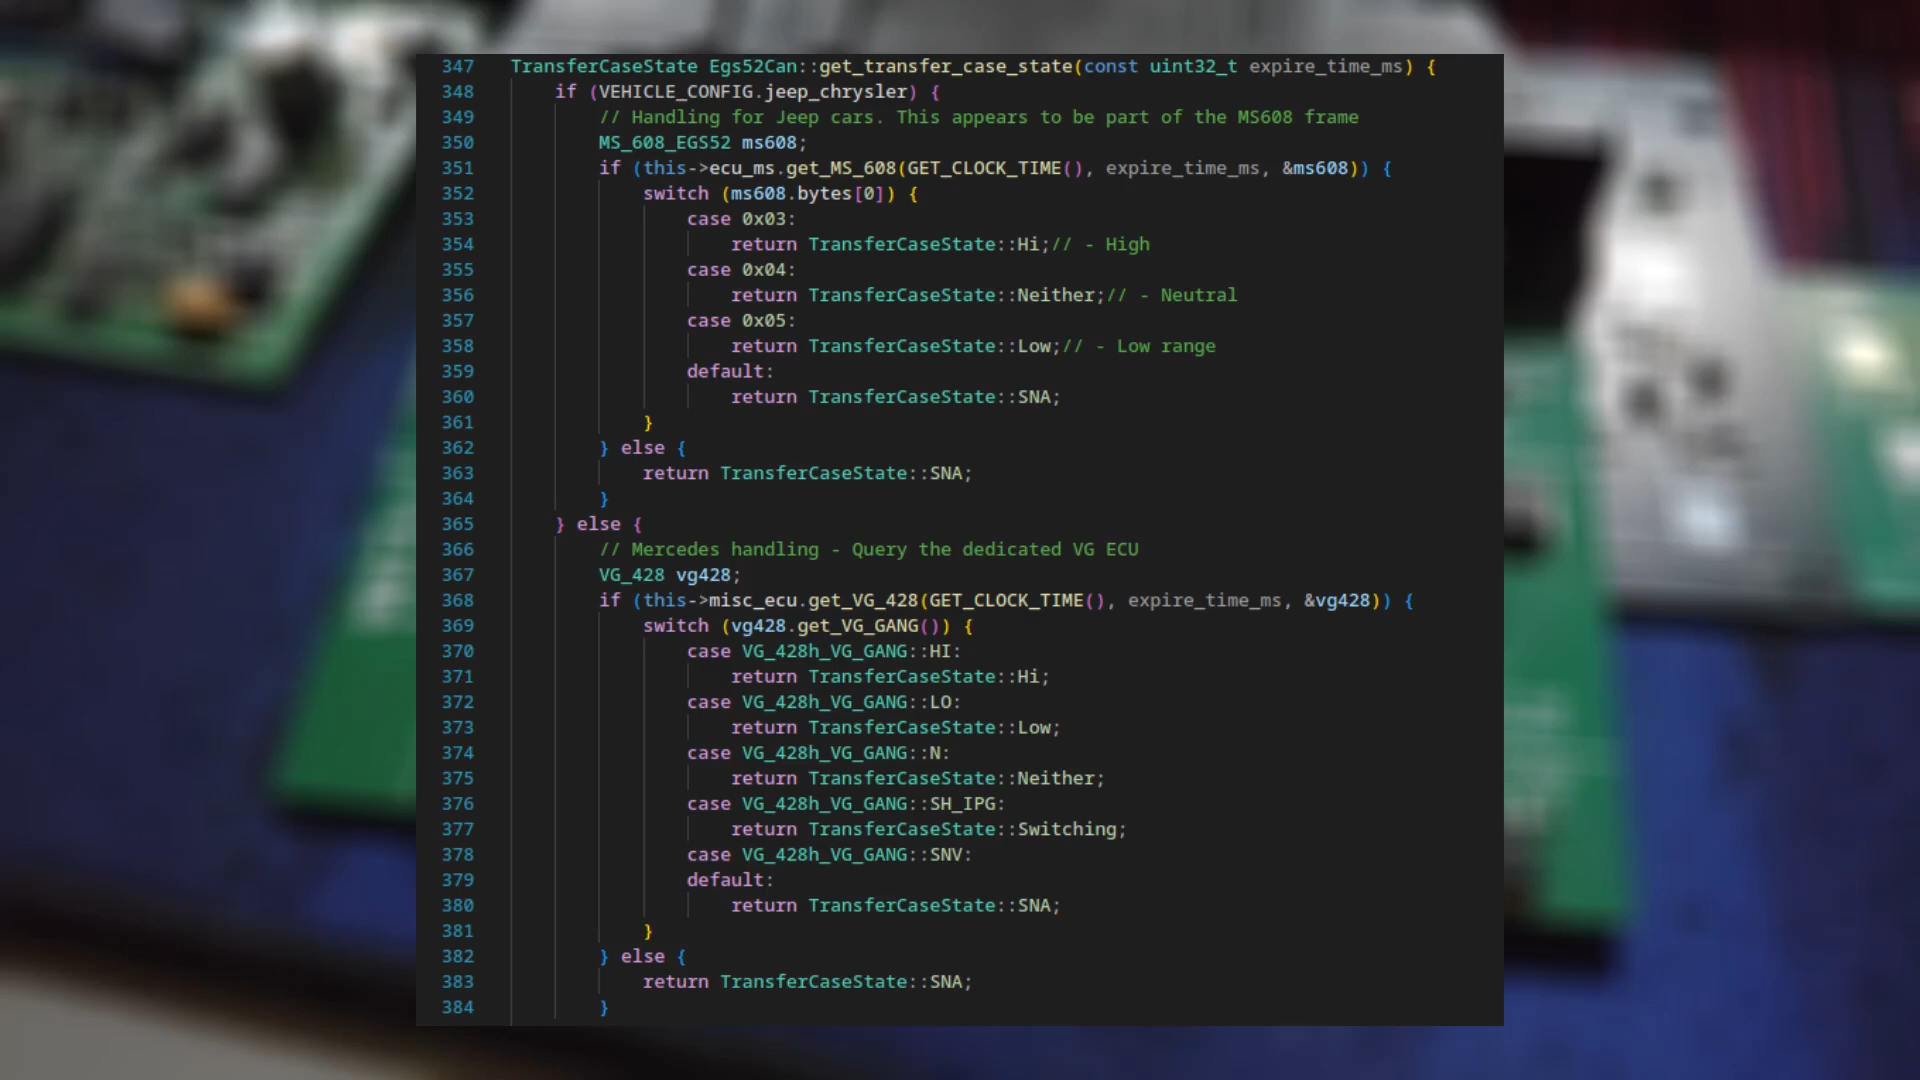 347 TransferCaseState Egs52Can::get_transfer_case_state(const uint32_t expire_time_ms) {
348     if (VEHICLE_CONFIG.jeep_chrysler) {
349         // Handling for Jeep cars. This appears to be part of the MS608 frame
350         MS_608_EGS52 ms608;
351         if (this->ecu_ms.get_MS_608(GET_CLOCK_TIME(), expire_time_ms, &ms608)) {
352             switch (ms608.bytes[0]) {
353                 case 0x03:
354                     return TransferCaseState::Hi;// - High
355                 case 0x04:
356                     return TransferCaseState::Neither;// - Neutral
357                 case 0x05:
358                     return TransferCaseState::Low;// - Low range
359                 default:
360                     return TransferCaseState::SNA;
361             }
362         } else {
363             return TransferCaseState::SNA;
364         }
365     } else {
366         // Mercedes handling - Query the dedicated VG ECU
367         VG_428 vg428;
368         if (this->misc_ecu.get_VG_428(GET_CLOCK_TIME(), expire_time_ms, &vg428)) {
369             switch (vg428.get_VG_GANG()) {
370                 case VG_428h_VG_GANG::HI:
371                     return TransferCaseState::Hi;
372                 case VG_428h_VG_GANG::LO:
373                     return TransferCaseState::Low;
374                 case VG_428h_VG_GANG::N:
375                     return TransferCaseState::Neither;
376                 case VG_428h_VG_GANG::SH_IPG:
377                     return TransferCaseState::Switching;
378                 case VG_428h_VG_GANG::SNV:
379                 default:
380                     return TransferCaseState::SNA;
381             }
382         } else {
383             return TransferCaseState::SNA;
384         }